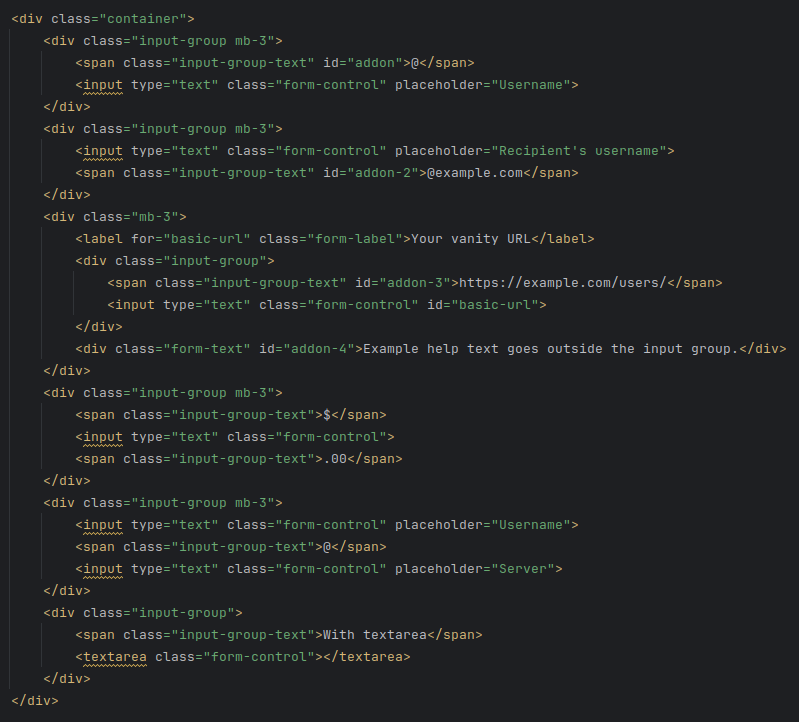 <div class="container">
    <div class="input-group mb-3">
        <span class="input-group-text" id="addon">@</span>
        <input type="text" class="form-control" placeholder="Username">
    </div>
    <div class="input-group mb-3">
        <input type="text" class="form-control" placeholder="Recipient's username">
        <span class="input-group-text" id="addon-2">@example.com</span>
    </div>
    <div class="mb-3">
        <label for="basic-url" class="form-label">Your vanity URL</label>
        <div class="input-group">
            <span class="input-group-text" id="addon-3">https://example.com/users/</span>
            <input type="text" class="form-control" id="basic-url">
        </div>
        <div class="form-text" id="addon-4">Example help text goes outside the input group.</div>
    </div>
    <div class="input-group mb-3">
        <span class="input-group-text">$</span>
        <input type="text" class="form-control">
        <span class="input-group-text">.00</span>
    </div>
    <div class="input-group mb-3">
        <input type="text" class="form-control" placeholder="Username">
        <span class="input-group-text">@</span>
        <input type="text" class="form-control" placeholder="Server">
    </div>
    <div class="input-group">
        <span class="input-group-text">With textarea</span>
        <textarea class="form-control"></textarea>
    </div>
</div>